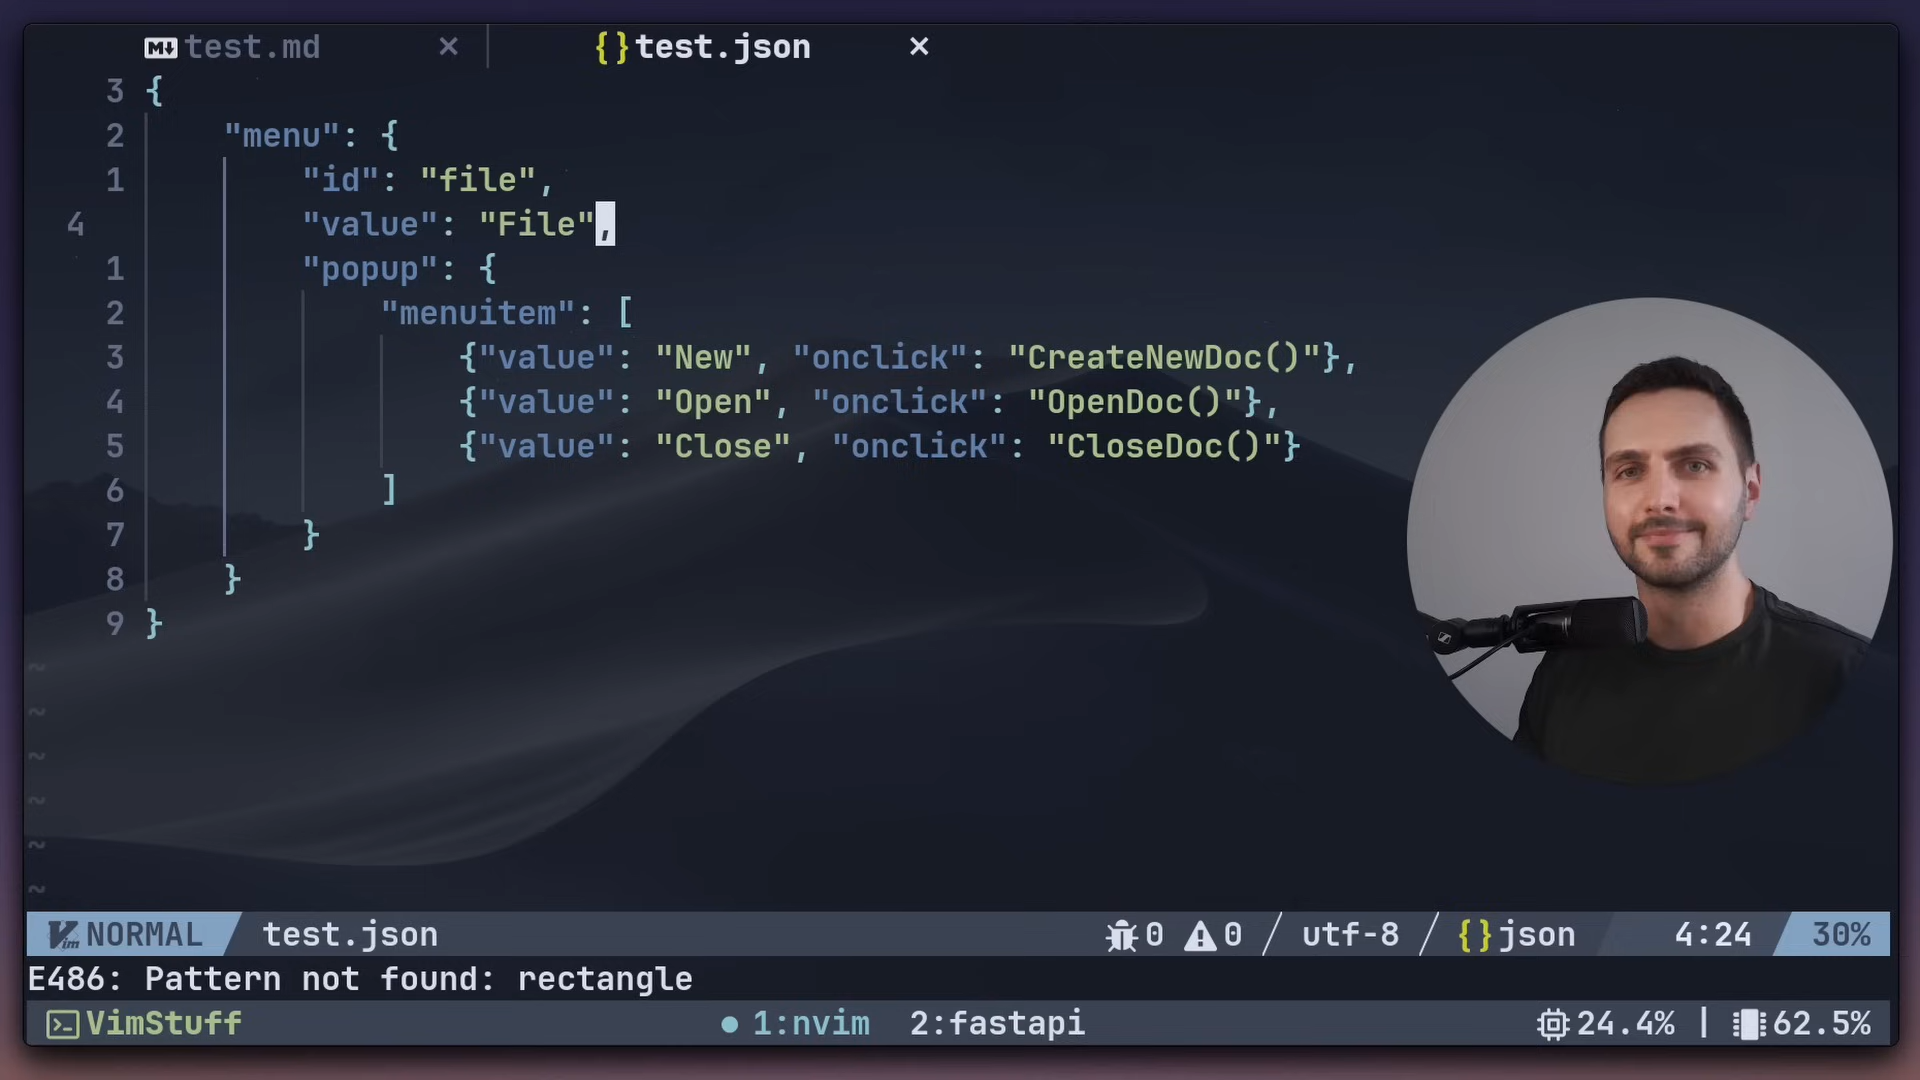 test.md × test.json ×
3 {
2 "menu": {
1 "id": "file",
4 "value": "File",
1 "popup": {
2 "menuitem": [
3 {"value": "New", "onclick": "CreateNewDoc()"},
4 {"value": "Open", "onclick": "OpenDoc()"},
5 {"value": "Close", "onclick": "CloseDoc()"}
6 ]
7 }
8 }
9 }
~
~
~
~
~
~
NORMAL test.json 0 0 / utf-8 / {} json 4:24 30%
E486: Pattern not found: rectangle
VimStuff ● 1:nvim 2:fastapi 24.4% | 62.5%